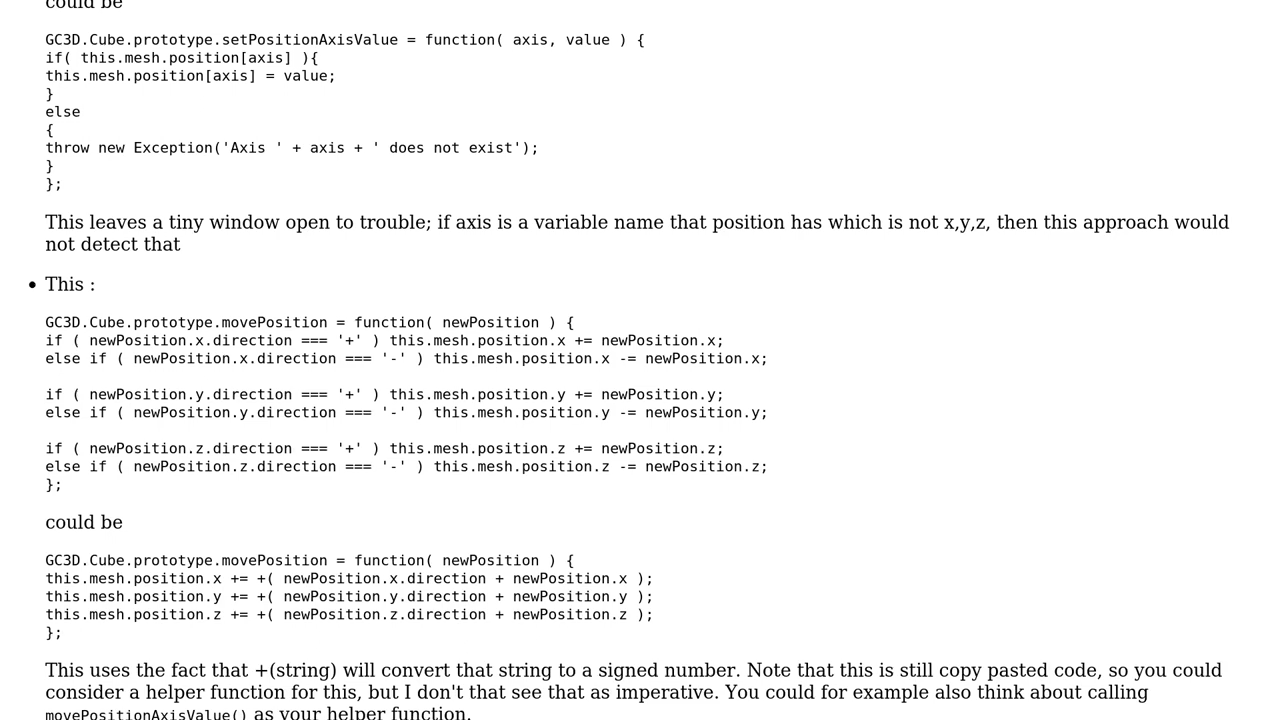 could be
GC3D.Cube.prototype.setPositionAxisValue = function( axis, value ) {
if( this.mesh.position[axis] ){
this.mesh.position[axis] = value;
}
else
{
throw new Exception('Axis ' + axis + ' does not exist');
}
};
This leaves a tiny window open to trouble; if axis is a variable name that position has which is not x,y,z, then this approach would
not detect that
• This :
GC3D.Cube.prototype.movePosition = function( newPosition ) {
if ( newPosition.x.direction === '+' ) this.mesh.position.x += newPosition.x;
else if ( newPosition.x.direction === '-' ) this.mesh.position.x -= newPosition.x;
if ( newPosition.y.direction === '+' ) this.mesh.position.y += newPosition.y;
else if ( newPosition.y.direction === '-' ) this.mesh.position.y -= newPosition.y;
if ( newPosition.z.direction === '+' ) this.mesh.position.z += newPosition.z;
else if ( newPosition.z.direction === '-' ) this.mesh.position.z -= newPosition.z;
};
could be
GC3D.Cube.prototype.movePosition = function( newPosition ) {
this.mesh.position.x += +( newPosition.x.direction + newPosition.x );
this.mesh.position.y += +( newPosition.y.direction + newPosition.y );
this.mesh.position.z += +( newPosition.z.direction + newPosition.z );
};
This uses the fact that +(string) will convert that string to a signed number. Note that this is still copy pasted code, so you could
consider a helper function for this, but I don't that see that as imperative. You could for example also think about calling
movePositionAxisValue() as your helper function.